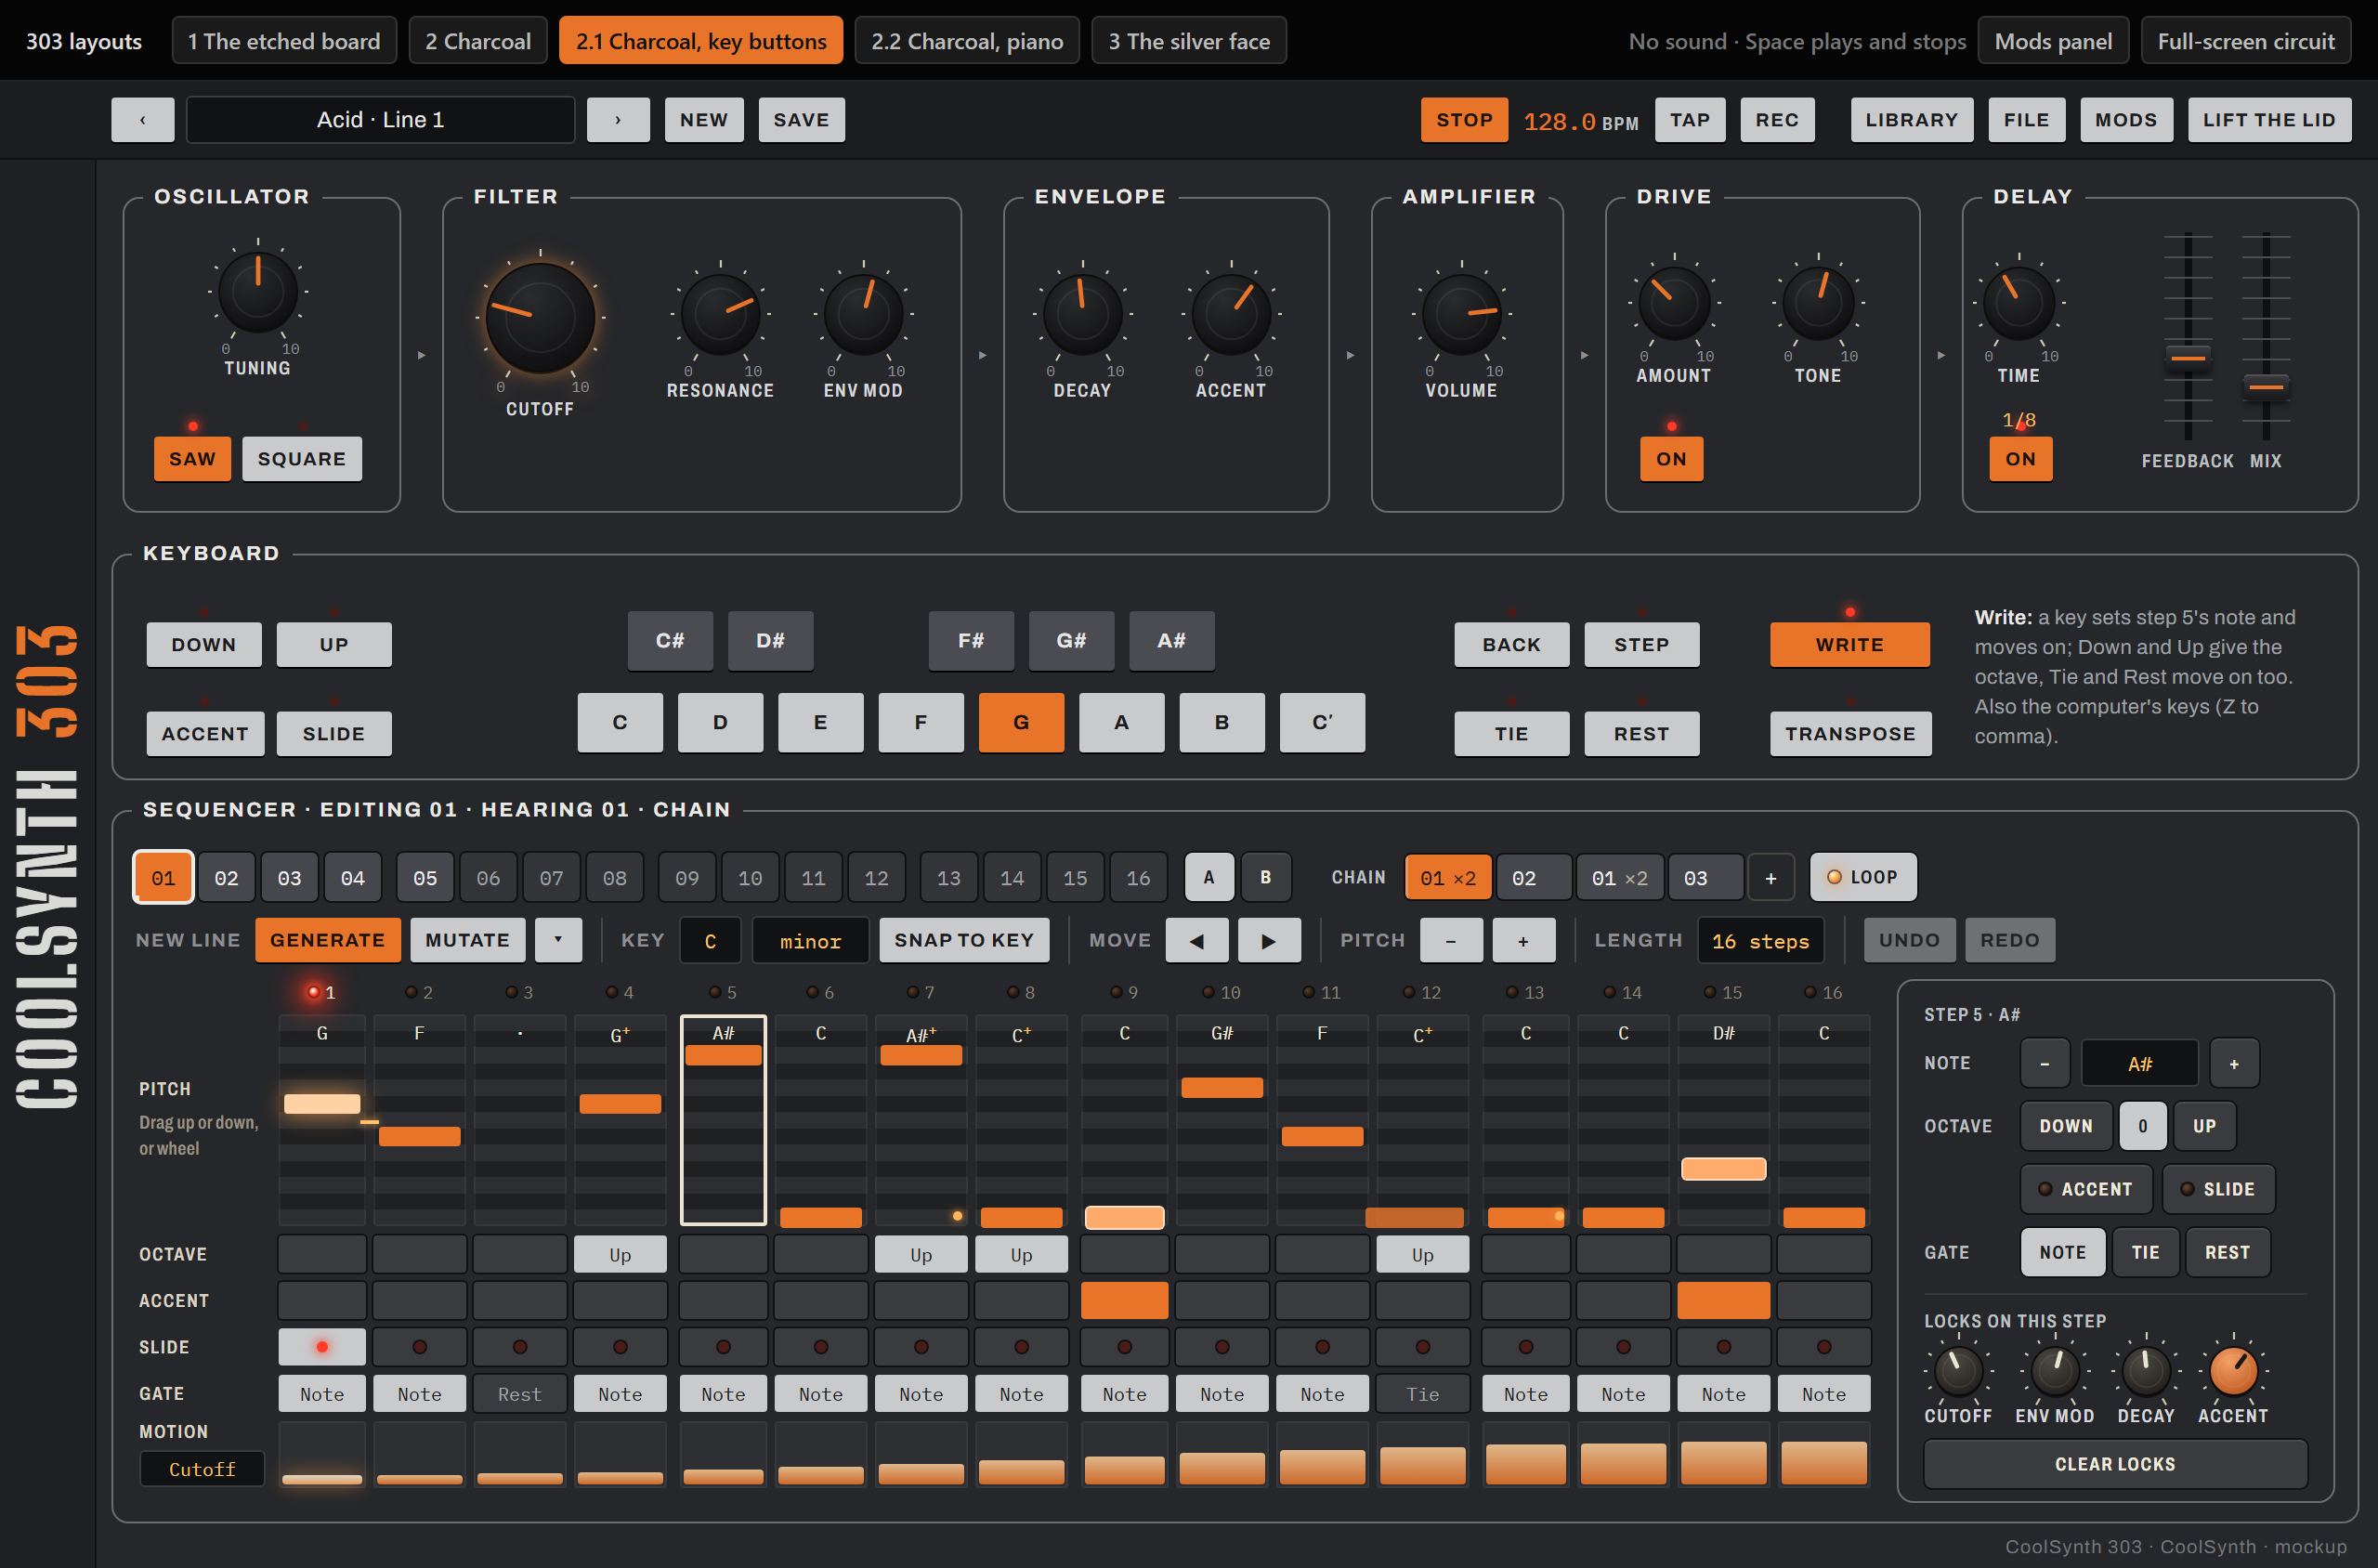 303 layouts 1 The etched board 2 Charcoal 2.1 Charcoal, key buttons 2.2 Charcoal, piano 3 The silver face No sound · Space plays and stops Mods panel Full-screen circuit
‹ Acid · Line 1 › NEW SAVE STOP 128.0 BPM TAP REC LIBRARY FILE MODS LIFT THE LID
COOLSYNTH 303
OSCILLATOR FILTER ENVELOPE AMPLIFIER DRIVE DELAY
0 10 0 10 0 10 0 10 0 10 0 10 0 10 0 10 0 10 0 10
TUNING CUTOFF RESONANCE ENV MOD DECAY ACCENT VOLUME AMOUNT TONE TIME
1/8
SAW SQUARE ON ON FEEDBACK MIX
KEYBOARD
DOWN UP C# D# F# G# A# BACK STEP WRITE
ACCENT SLIDE C D E F G A B C′ TIE REST TRANSPOSE
Write: a key sets step 5's note and
moves on; Down and Up give the
octave, Tie and Rest move on too.
Also the computer's keys (Z to
comma).
SEQUENCER · EDITING 01 · HEARING 01 · CHAIN
01 02 03 04 05 06 07 08 09 10 11 12 13 14 15 16 A B CHAIN 01 ×2 02 01 ×2 03 + LOOP
NEW LINE GENERATE MUTATE ▾ KEY C minor SNAP TO KEY MOVE ◀ ▶ PITCH − + LENGTH 16 steps UNDO REDO
1 2 3 4 5 6 7 8 9 10 11 12 13 14 15 16
G F · G+ A# C A#+ C+ C G# F C+ C C D# C
PITCH
Drag up or down,
or wheel
OCTAVE Up Up Up Up
ACCENT
SLIDE
GATE Note Note Rest Note Note Note Note Note Note Note Note Tie Note Note Note Note
MOTION
Cutoff
STEP 5 · A#
NOTE − A# +
OCTAVE DOWN 0 UP
ACCENT SLIDE
GATE NOTE TIE REST
LOCKS ON THIS STEP
CUTOFF ENV MOD DECAY ACCENT
CLEAR LOCKS
CoolSynth 303 · CoolSynth · mockup